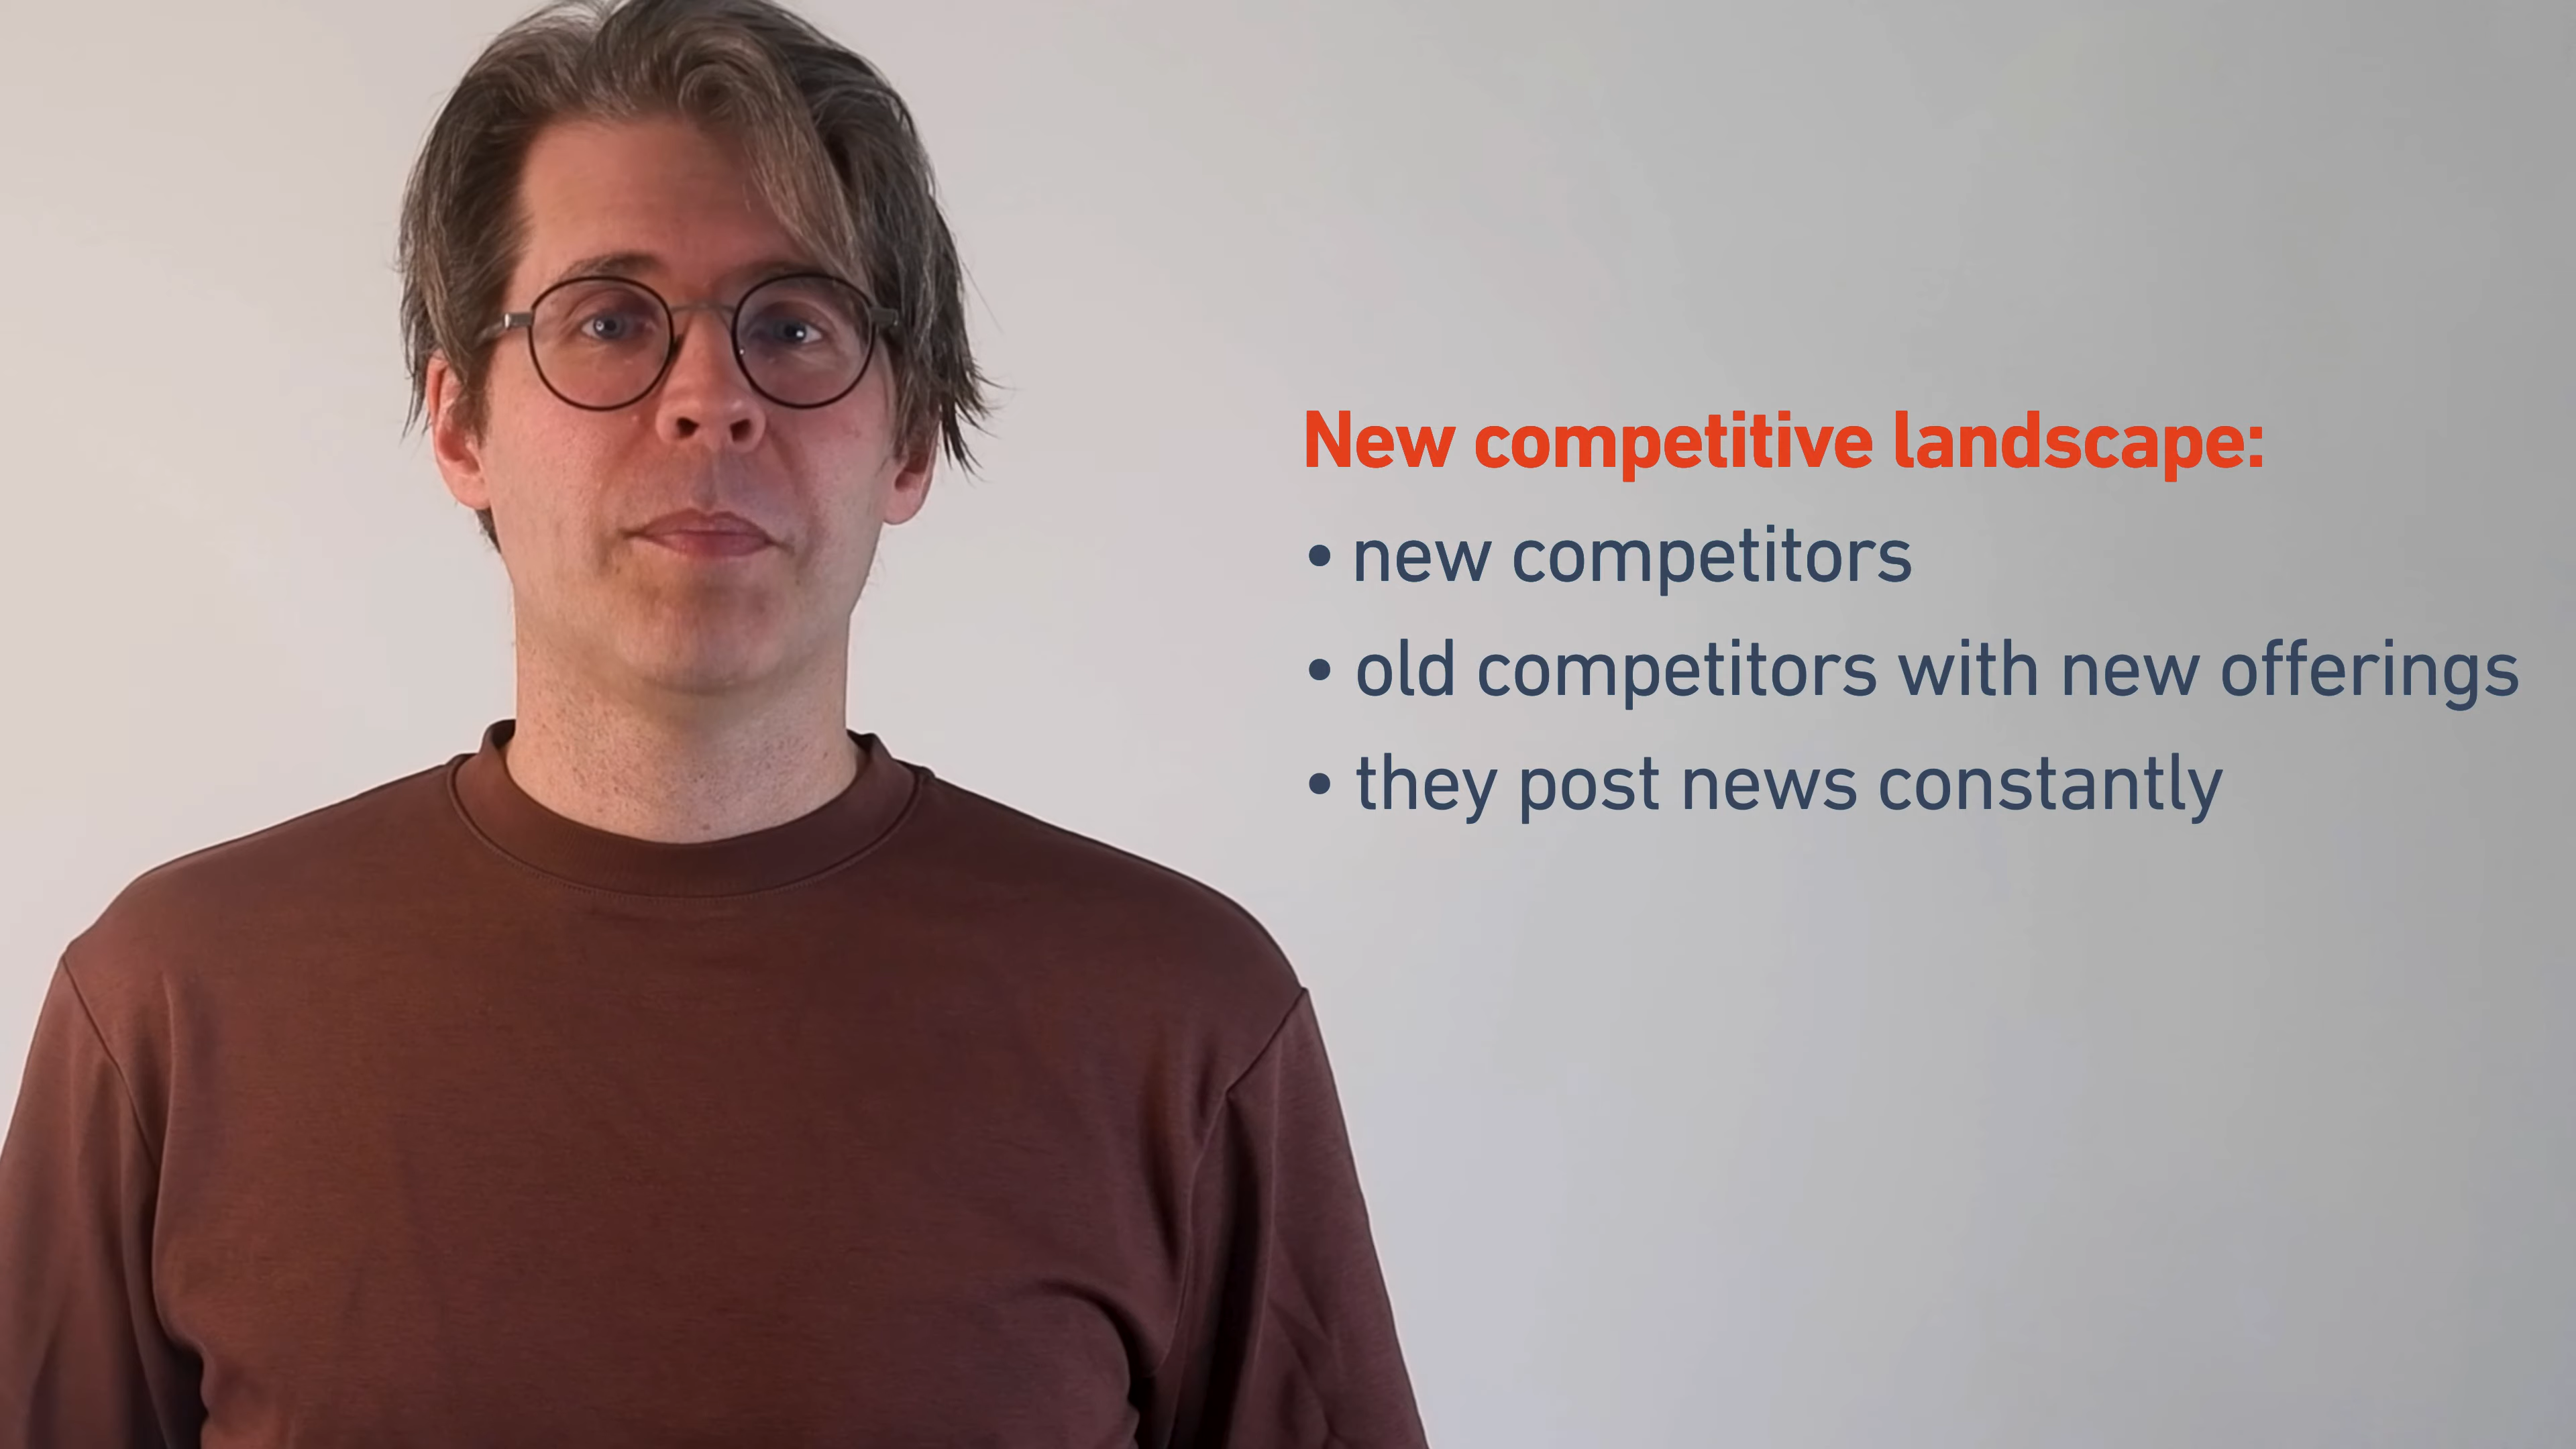 New competitive landscape:
• new competitors
• old competitors with new offerings
• they post news constantly